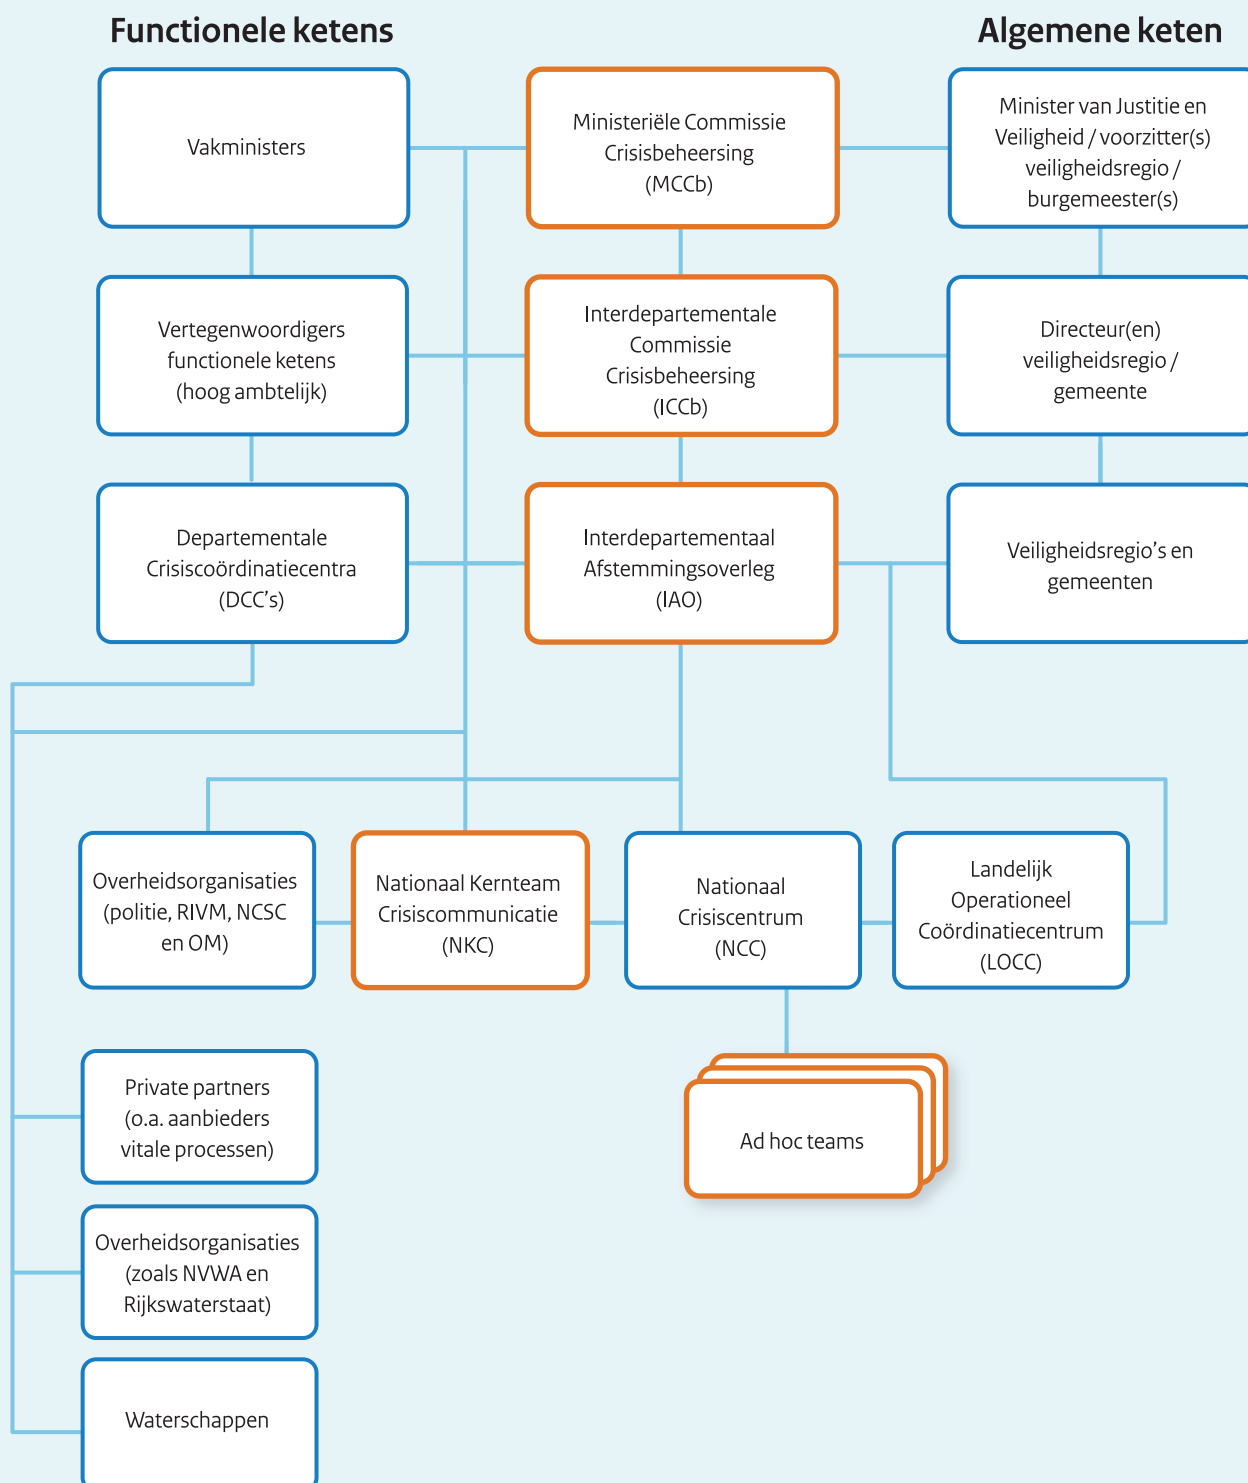 Functionele ketens
Algemene keten
Vakministers
Ministeriële Commissie
Crisisbeheersing
(MCCb)
Minister van Justitie en
Veiligheid / voorzitter(s)
veiligheidsregio /
burgemeester(s)
Vertegenwoordigers
functionele ketens
(hoog ambtelijk)
Interdepartementale
Commissie
Crisisbeheersing
(ICCb)
Directeur(en)
veiligheidsregio /
gemeente
Departementale
Crisiscoördinatiecentra
(DCC's)
Interdepartementaal
Afstemmingsoverleg
(IAO)
Veiligheidsregio's en
gemeenten
Overheidsorganisaties
(politie, RIVM, NCSC
en OM)
Nationaal Kernteam
Crisiscommunicatie
(NKC)
Nationaal
Crisiscentrum
(NCC)
Landelijk
Operationeel
Coördinatiecentrum
(LOCC)
Private partners
(o.a. aanbieders
vitale processen)
Ad hoc teams
Overheidsorganisaties
(zoals NVWA en
Rijkswaterstaat)
Waterschappen